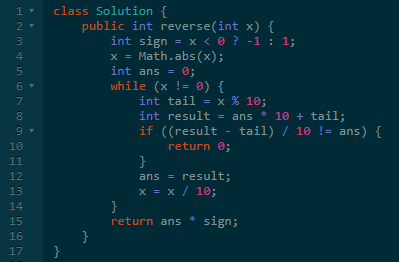 1 class Solution {
2     public int reverse(int x) {
3         int sign = x < 0 ? -1 : 1;
4         x = Math.abs(x);
5         int ans = 0;
6         while (x != 0) {
7             int tail = x % 10;
8             int result = ans * 10 + tail;
9             if ((result - tail) / 10 != ans) {
10                 return 0;
11             }
12             ans = result;
13             x = x / 10;
14         }
15         return ans * sign;
16     }
17 }